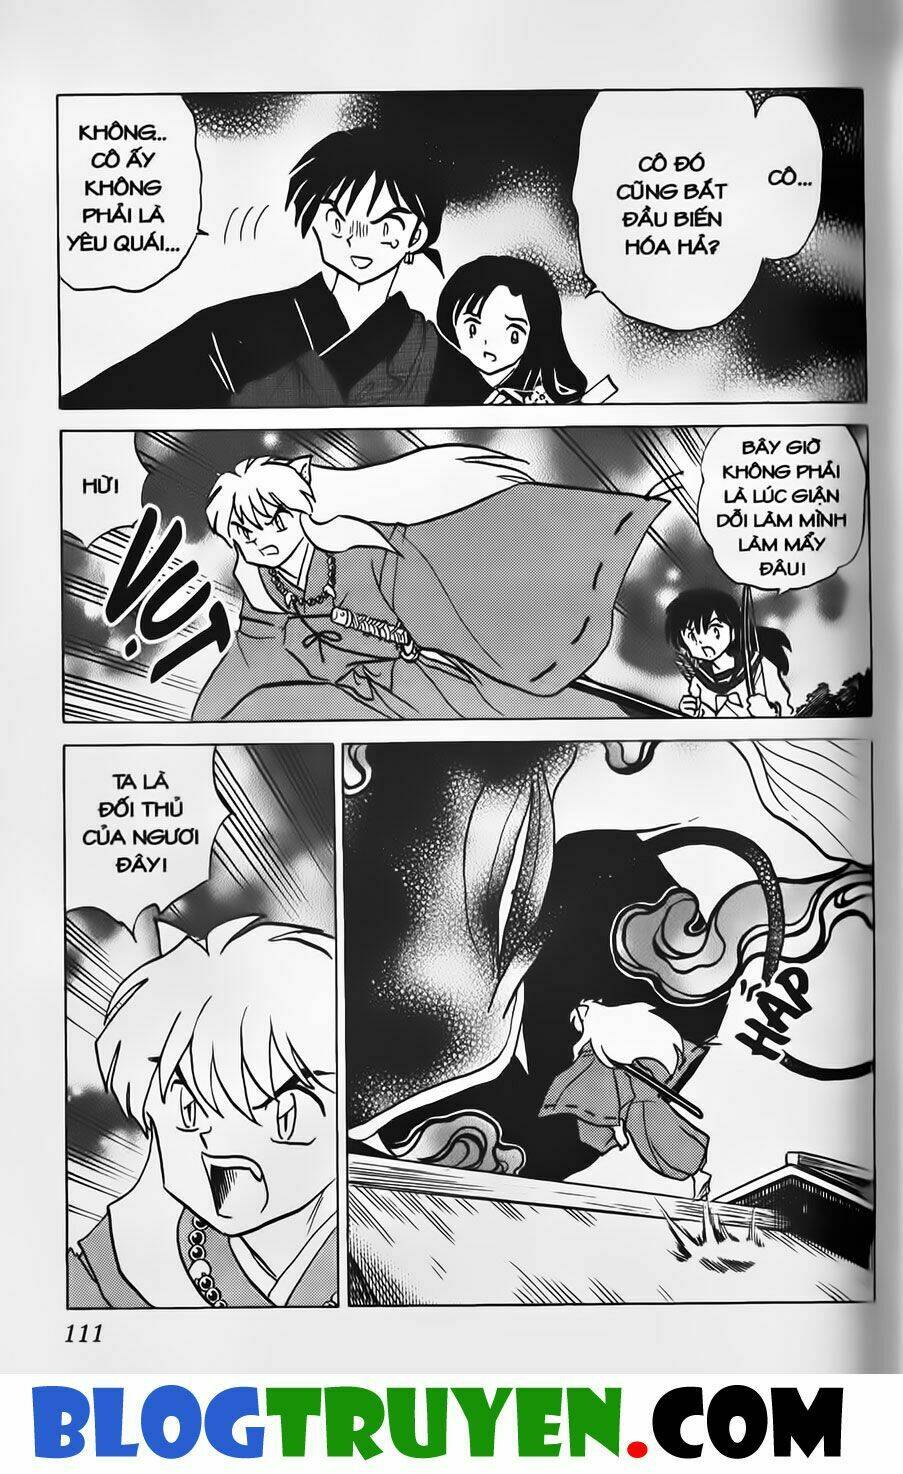 CÔ...
CÔ ĐÓ
CŨNG BẮT
ĐẦU BIẾN
HÓA HẢ?
KHÔNG..
CÔ ẤY
KHÔNG
PHẢI LÀ
YÊU QUÁI...
BÂY GIỜ
KHÔNG PHẢI
LÀ LÚC GIẬN
DỖI LÀM MÌNH
LÀM MẨY
ĐÂU!
HỪ!
VỤT
HẤP
TA LÀ
ĐỐI THỦ
CỦA NGƯƠI
ĐÂY!
111
BLOGTRUYEN.COM